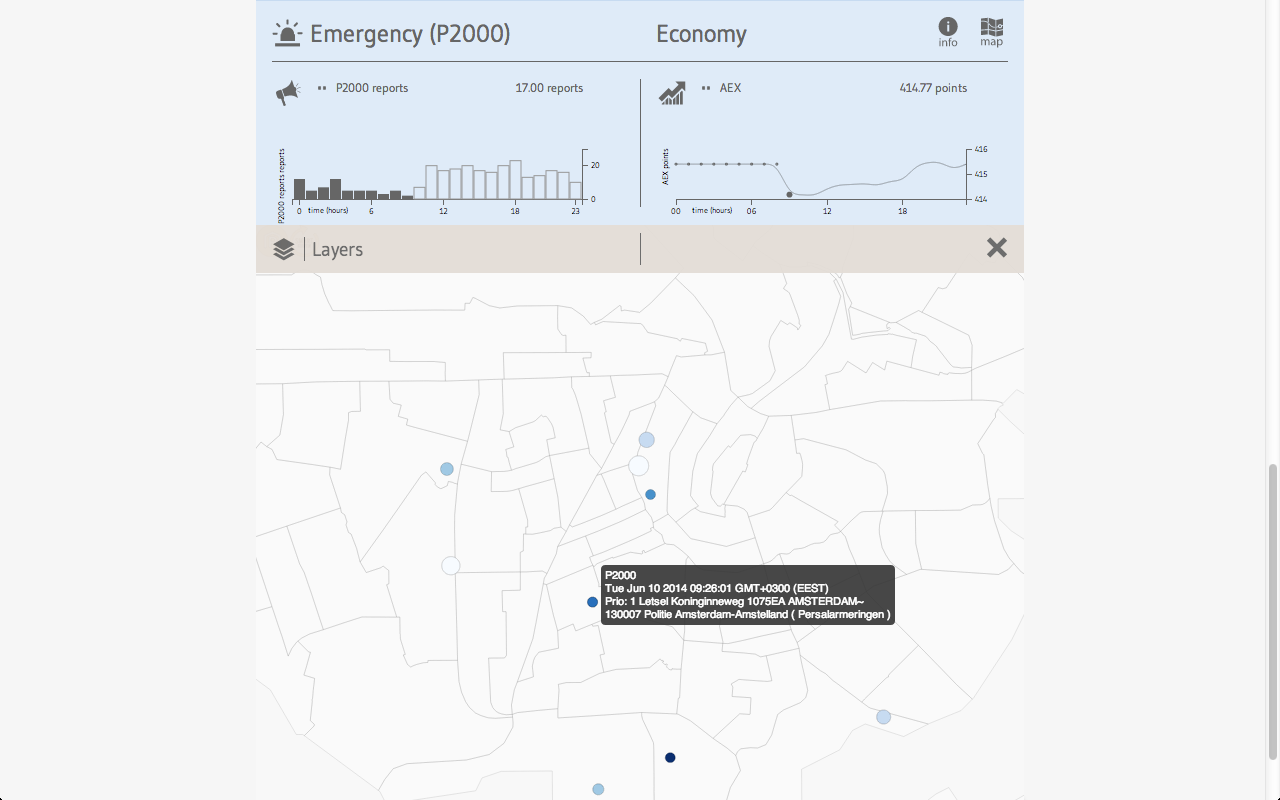 Emergency (P2000)
Economy
info
map
P2000 reports
17.00 reports
AEX
414.77 points
P2000 reports reports
20
0
0
time (hours)
6
12
18
23
AEX points
416
415
414
00
time (hours)
06
12
18
Layers
P2000
Tue Jun 10 2014 09:26:01 GMT+0300 (EEST)
Prio: 1 Letsel Koninginneweg 1075EA AMSTERDAM~
130007 Politie Amsterdam-Amstelland ( Persalarmeringen )